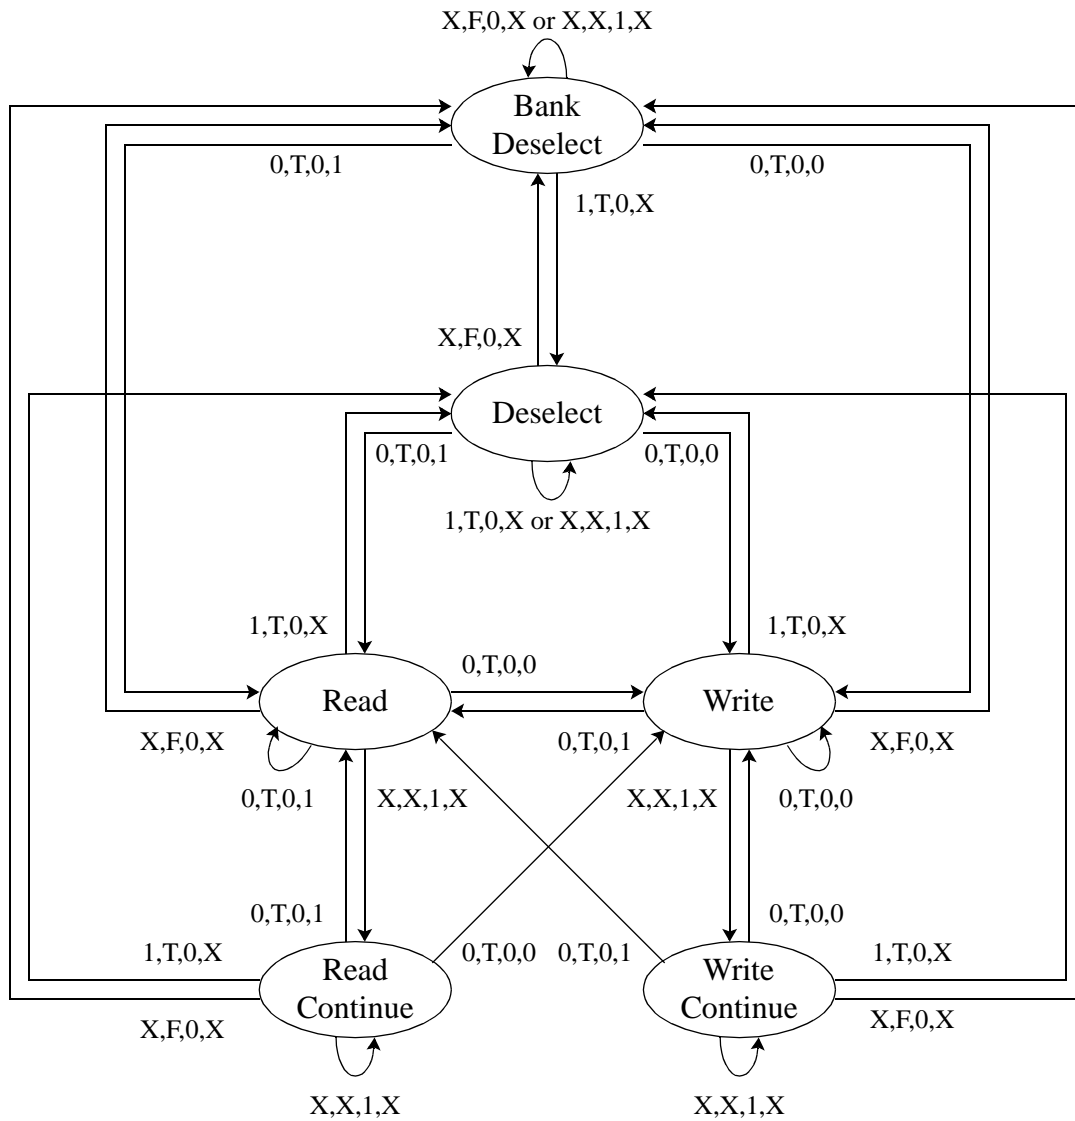 X,F,0,X or X,X,1,X
Bank
Deselect
0,T,0,1
0,T,0,0
1,T,0,X
X,F,0,X
Deselect
0,T,0,1
0,T,0,0
1,T,0,X or X,X,1,X
1,T,0,X
1,T,0,X
0,T,0,0
Read
Write
X,F,0,X
0,T,0,1
X,F,0,X
0,T,0,1
X,X,1,X
X,X,1,X
0,T,0,0
0,T,0,1
0,T,0,0
1,T,0,X
0,T,0,0
0,T,0,1
1,T,0,X
Read
Continue
Write
Continue
X,F,0,X
X,F,0,X
X,X,1,X
X,X,1,X